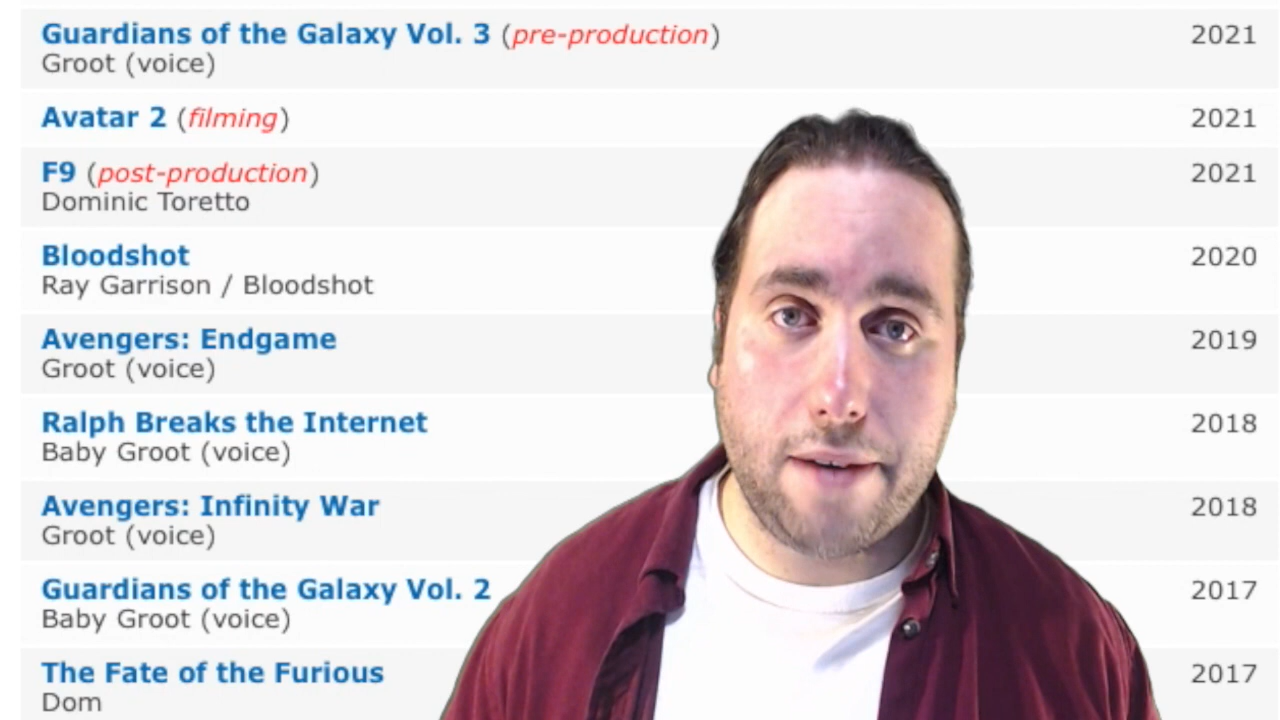 Guardians of the Galaxy Vol. 3 (pre-production) 2021
Groot (voice)
Avatar 2 (filming) 2021
F9 (post-production) 2021
Dominic Toretto
Bloodshot 2020
Ray Garrison / Bloodshot
Avengers: Endgame 2019
Groot (voice)
Ralph Breaks the Internet 2018
Baby Groot (voice)
Avengers: Infinity War 2018
Groot (voice)
Guardians of the Galaxy Vol. 2 2017
Baby Groot (voice)
The Fate of the Furious 2017
Dom